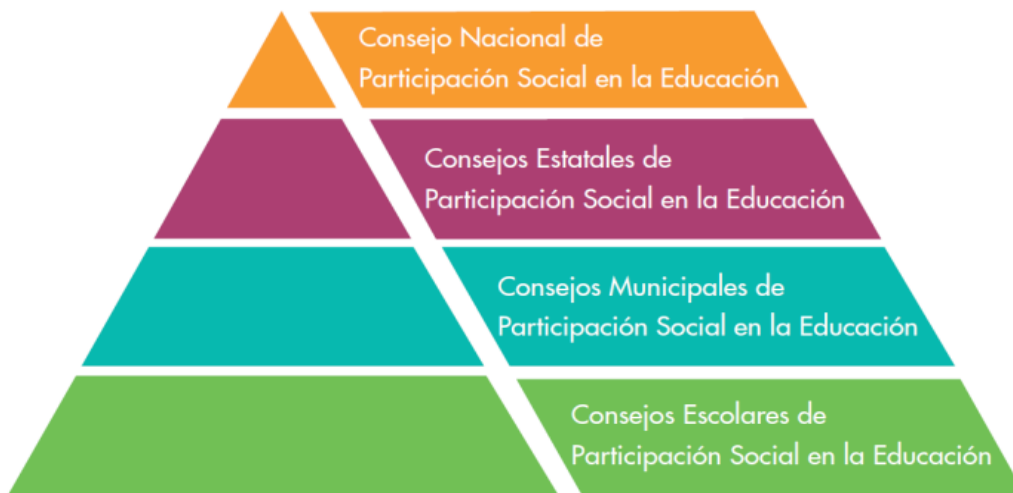 Consejo Nacional de
Participación Social en la Educación
Consejos Estatales de
Participación Social en la Educación
Consejos Municipales de
Participación Social en la Educación
Consejos Escolares de
Participación Social en la Educación